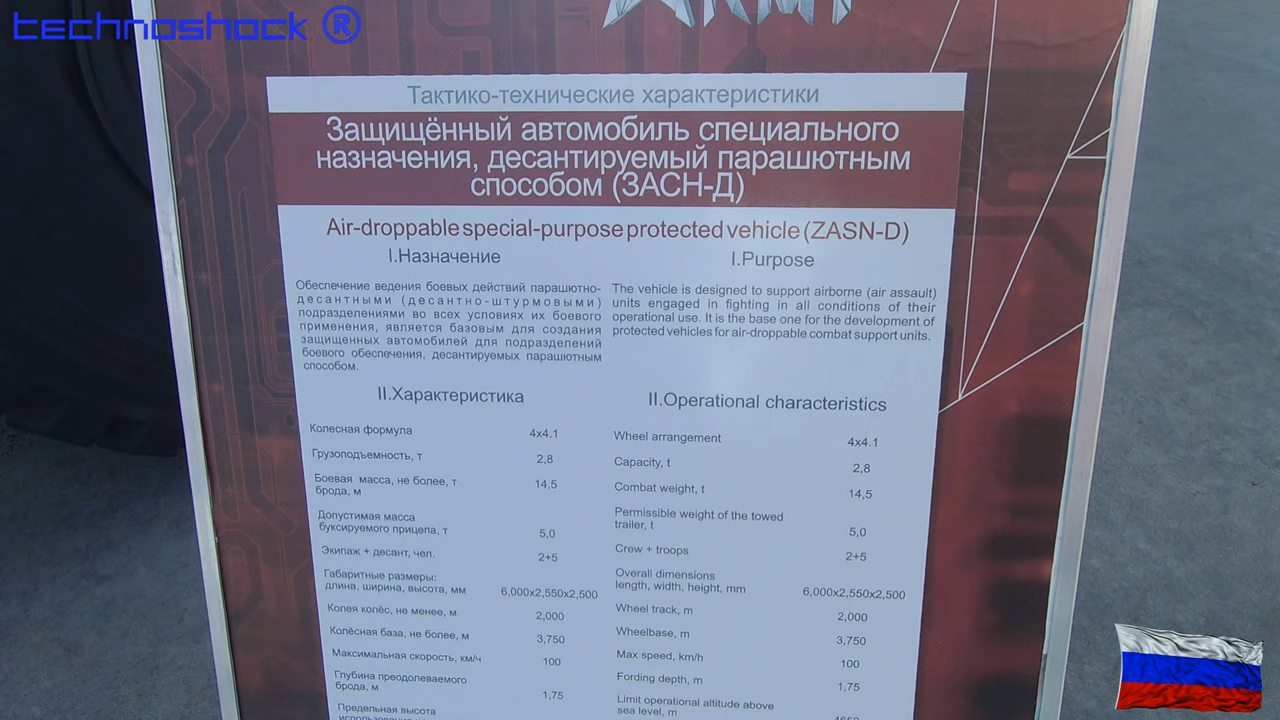 technoshock ®
ARMY
Тактико-технические характеристики
Защищённый автомобиль специального
назначения, десантируемый парашютным
способом (ЗАСН-Д)
Air-droppable special-purpose protected vehicle (ZASN-D)
I.Назначение
Обеспечение ведения боевых действий парашютно-
десантными (десантно-штурмовыми)
подразделениями во всех условиях их боевого
применения, является базовым для создания
защищенных автомобилей для подразделений
боевого обеспечения, десантируемых парашютным
способом.
I.Purpose
The vehicle is designed to support airborne (air assault)
units engaged in fighting in all conditions of their
operational use. It is the base one for the development of
protected vehicles for air-droppable combat support units.
II.Характеристика
Колесная формула 4x4.1
Грузоподъемность, т 2,8
Боевая масса, не более, т 14,5
брода, м
Допустимая масса
буксируемого прицепа, т 5,0
Экипаж + десант, чел. 2+5
Габаритные размеры:
длина, ширина, высота, мм 6,000x2,550x2,500
Колея колёс, не менее, м 2,000
Колёсная база, не более, м 3,750
Максимальная скорость, км/ч 100
Глубина преодолеваемого
брода, м 1,75
Предельная высота
II.Operational characteristics
Wheel arrangement 4x4.1
Capacity, t 2,8
Combat weight, t 14,5
Permissible weight of the towed
trailer, t 5,0
Crew + troops 2+5
Overall dimensions
length, width, height, mm 6,000x2,550x2,500
Wheel track, m 2,000
Wheelbase, m 3,750
Max speed, km/h 100
Fording depth, m 1,75
Limit operational altitude above
sea level, m 4650